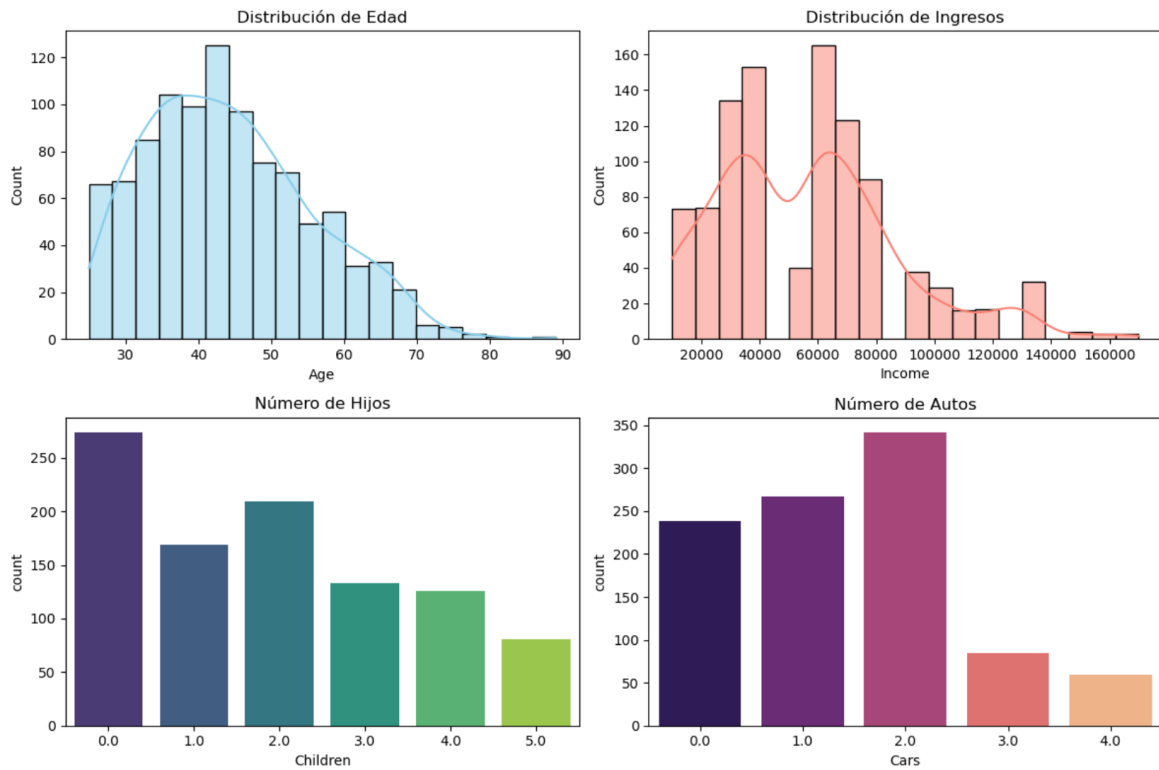 Distribución de Edad
120
100
80
60
40
20
0
Count
30 40 50 60 70 80 90
Age
Distribución de Ingresos
160
140
120
100
80
60
40
20
0
Count
20000 40000 60000 80000 100000 120000 140000 160000
Income
Número de Hijos
250
200
150
100
50
0
count
0.0 1.0 2.0 3.0 4.0 5.0
Children
Número de Autos
350
300
250
200
150
100
50
0
count
0.0 1.0 2.0 3.0 4.0
Cars